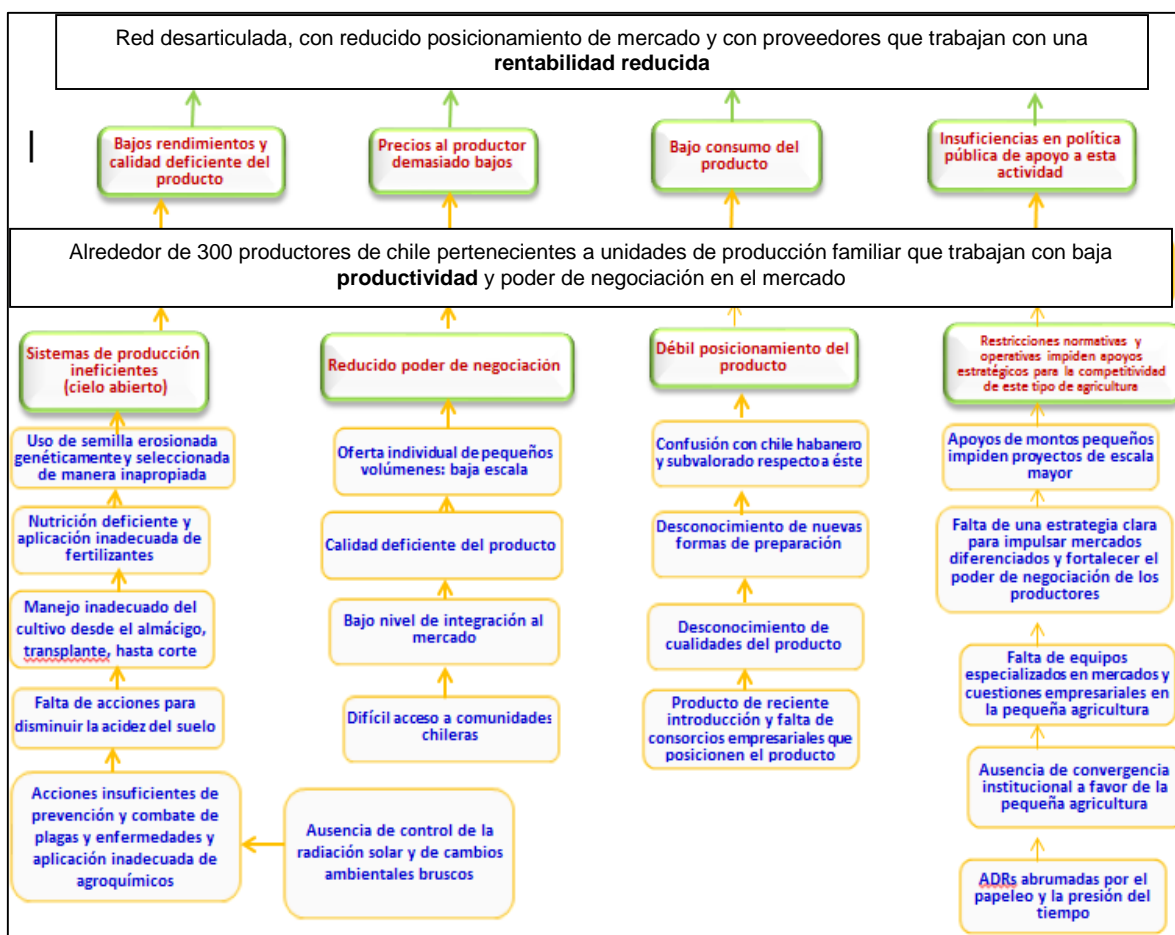 Red desarticulada, con reducido posicionamiento de mercado y con proveedores que trabajan con una
rentabilidad reducida
Bajos rendimientos y
calidad deficiente del
producto
Precios al productor
demasiado bajos
Bajo consumo del
producto
Insuficiencias en política
pública de apoyo a esta
actividad
Alrededor de 300 productores de chile pertenecientes a unidades de producción familiar que trabajan con baja
productividad y poder de negociación en el mercado
Sistemas de producción
ineficientes
(cielo abierto)
Uso de semilla erosionada
genéticamente y seleccionada
de manera inapropiada
Nutrición deficiente y
aplicación inadecuada de
fertilizantes
Manejo inadecuado del
cultivo desde el almácigo,
transplante, hasta corte
Falta de acciones para
disminuir la acidez del suelo
Acciones insuficientes de
prevención y combate de
plagas y enfermedades y
aplicación inadecuada de
agroquímicos
Ausencia de control de la
radiación solar y de cambios
ambientales bruscos
Reducido poder de negociación
Oferta individual de pequeños
volúmenes: baja escala
Calidad deficiente del producto
Bajo nivel de integración al
mercado
Difícil acceso a comunidades
chileras
Débil posicionamiento del
producto
Confusión con chile habanero
y subvalorado respecto a éste
Desconocimiento de nuevas
formas de preparación
Desconocimiento de
cualidades del producto
Producto de reciente
introducción y falta de
consorcios empresariales que
posicionen el producto
Restricciones normativas y
operativas impiden apoyos
estratégicos para la competitividad
de este tipo de agricultura
Apoyos de montos pequeños
impiden proyectos de escala
mayor
Falta de una estrategia clara
para impulsar mercados
diferenciados y fortalecer el
poder de negociación de los
productores
Falta de equipos
especializados en mercados y
cuestiones empresariales en
la pequeña agricultura
Ausencia de convergencia
institucional a favor de la
pequeña agricultura
ADRs abrumadas por el
papeleo y la presión del
tiempo